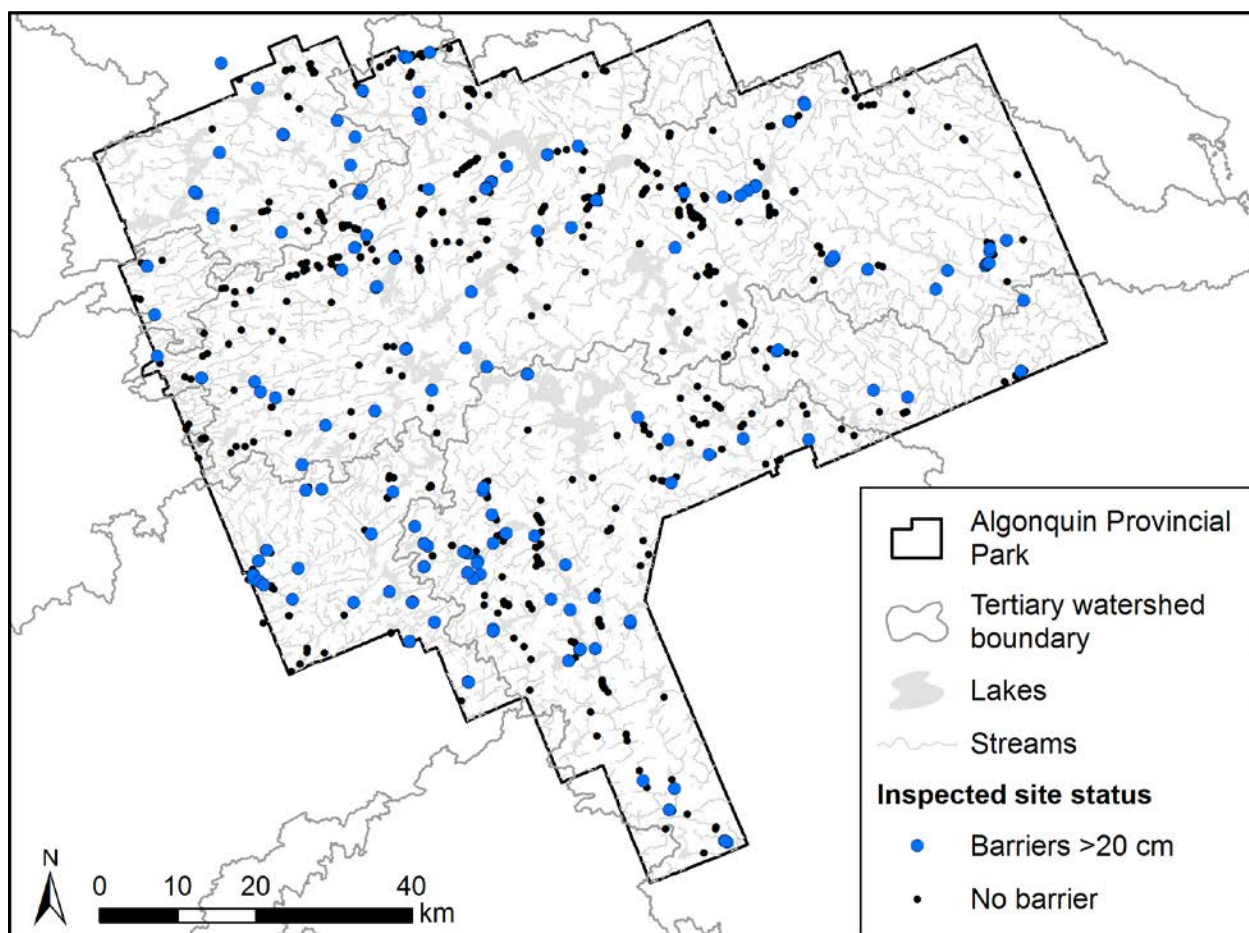 Algonquin Provincial
Park
Tertiary watershed
boundary
Lakes
Streams
Inspected site status
Barriers >20 cm
No barrier
N
0 10 20 40
km